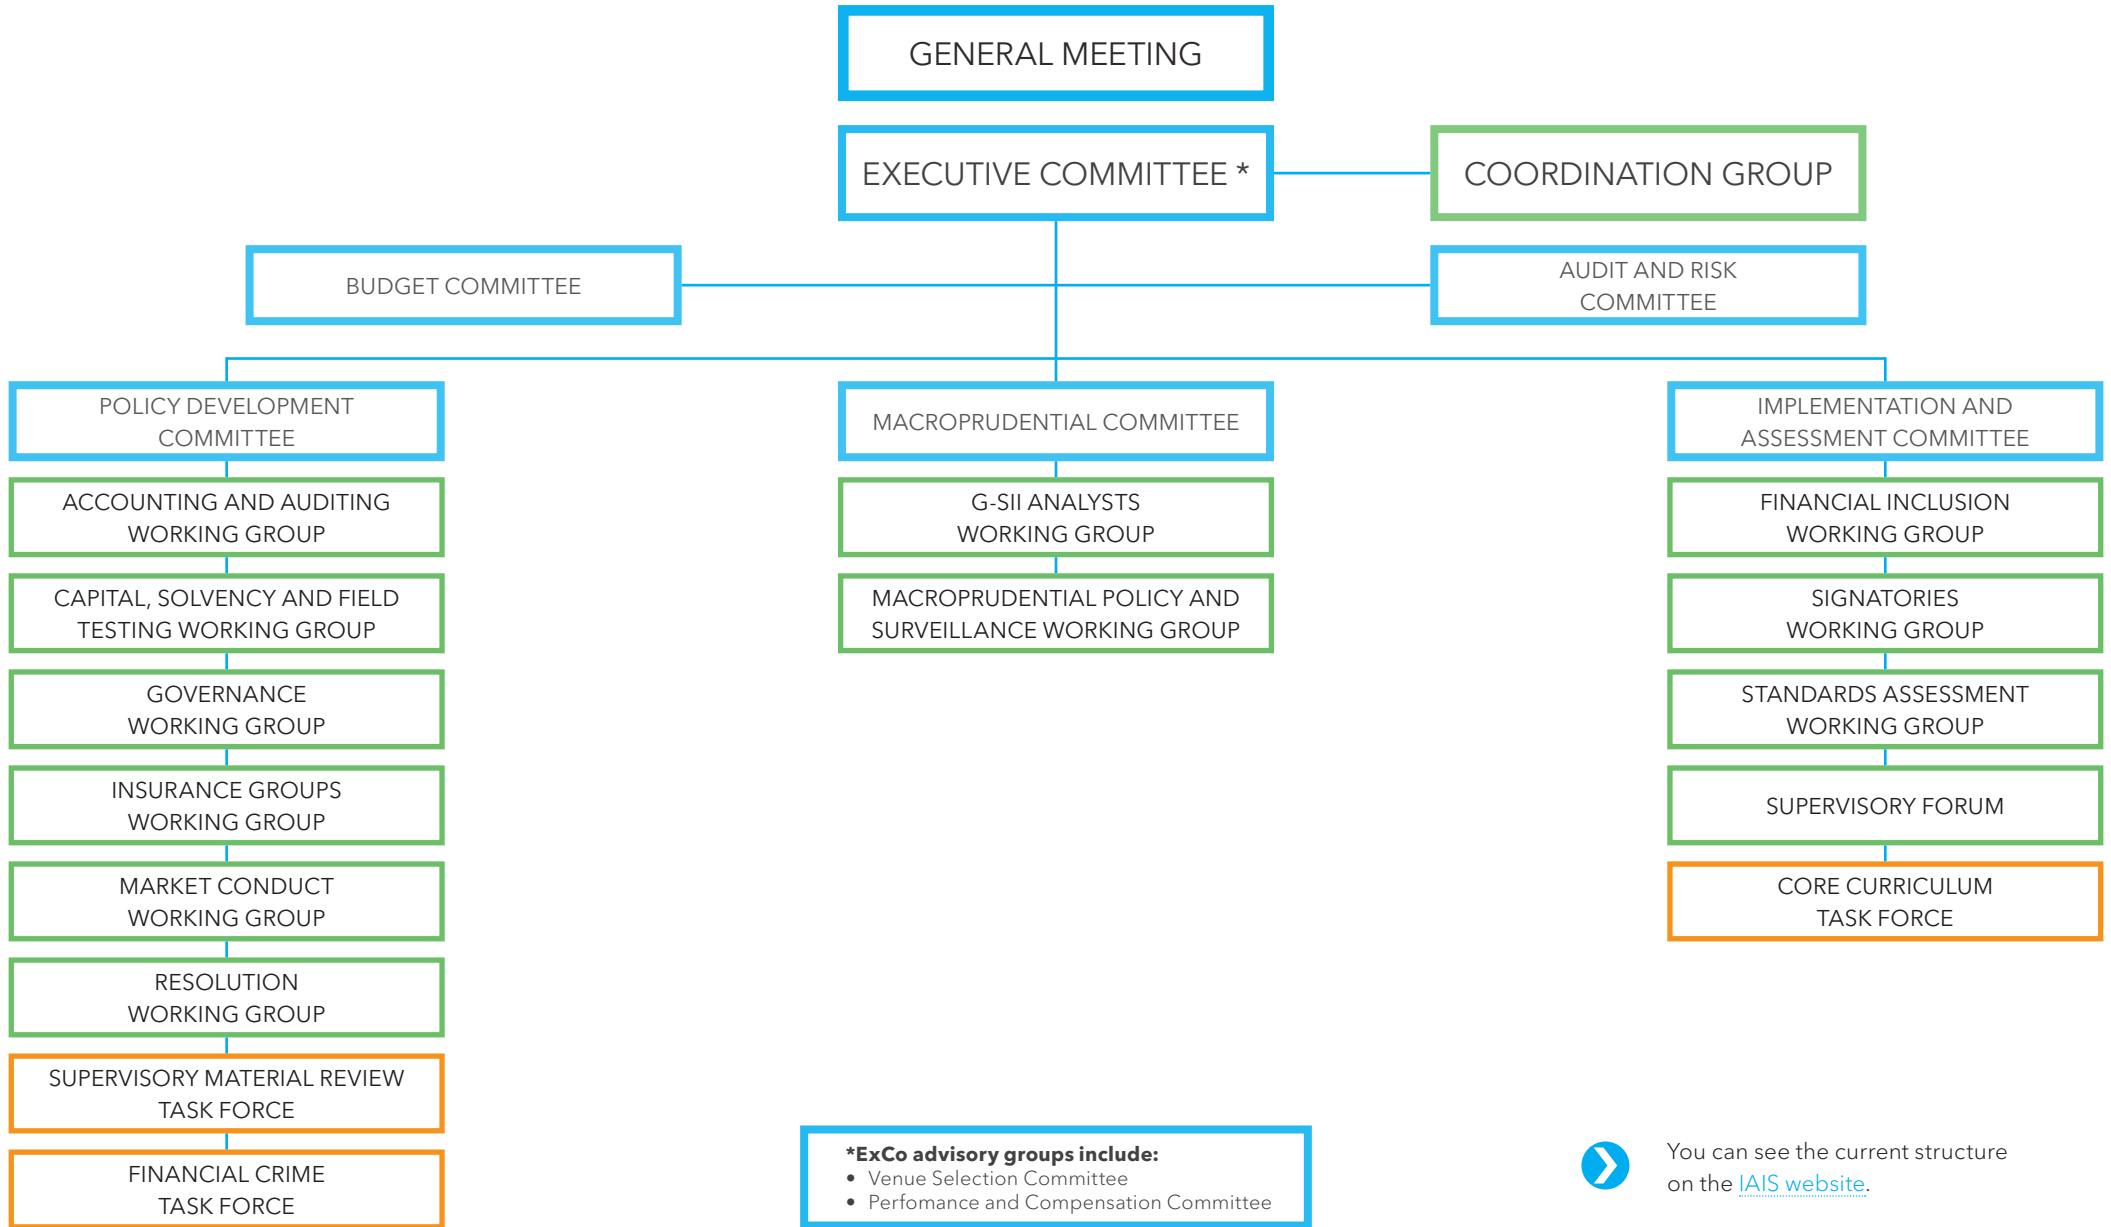 GENERAL MEETING
EXECUTIVE COMMITTEE *
COORDINATION GROUP
BUDGET COMMITTEE
AUDIT AND RISK
COMMITTEE
POLICY DEVELOPMENT
COMMITTEE
ACCOUNTING AND AUDITING
WORKING GROUP
CAPITAL, SOLVENCY AND FIELD
TESTING WORKING GROUP
GOVERNANCE
WORKING GROUP
INSURANCE GROUPS
WORKING GROUP
MARKET CONDUCT
WORKING GROUP
RESOLUTION
WORKING GROUP
SUPERVISORY MATERIAL REVIEW
TASK FORCE
FINANCIAL CRIME
TASK FORCE
MACROPRUDENTIAL COMMITTEE
G-SII ANALYSTS
WORKING GROUP
MACROPRUDENTIAL POLICY AND
SURVEILLANCE WORKING GROUP
IMPLEMENTATION AND
ASSESSMENT COMMITTEE
FINANCIAL INCLUSION
WORKING GROUP
SIGNATORIES
WORKING GROUP
STANDARDS ASSESSMENT
WORKING GROUP
SUPERVISORY FORUM
CORE CURRICULUM
TASK FORCE
*ExCo advisory groups include:
• Venue Selection Committee
• Perfomance and Compensation Committee
You can see the current structure
on the IAIS website.